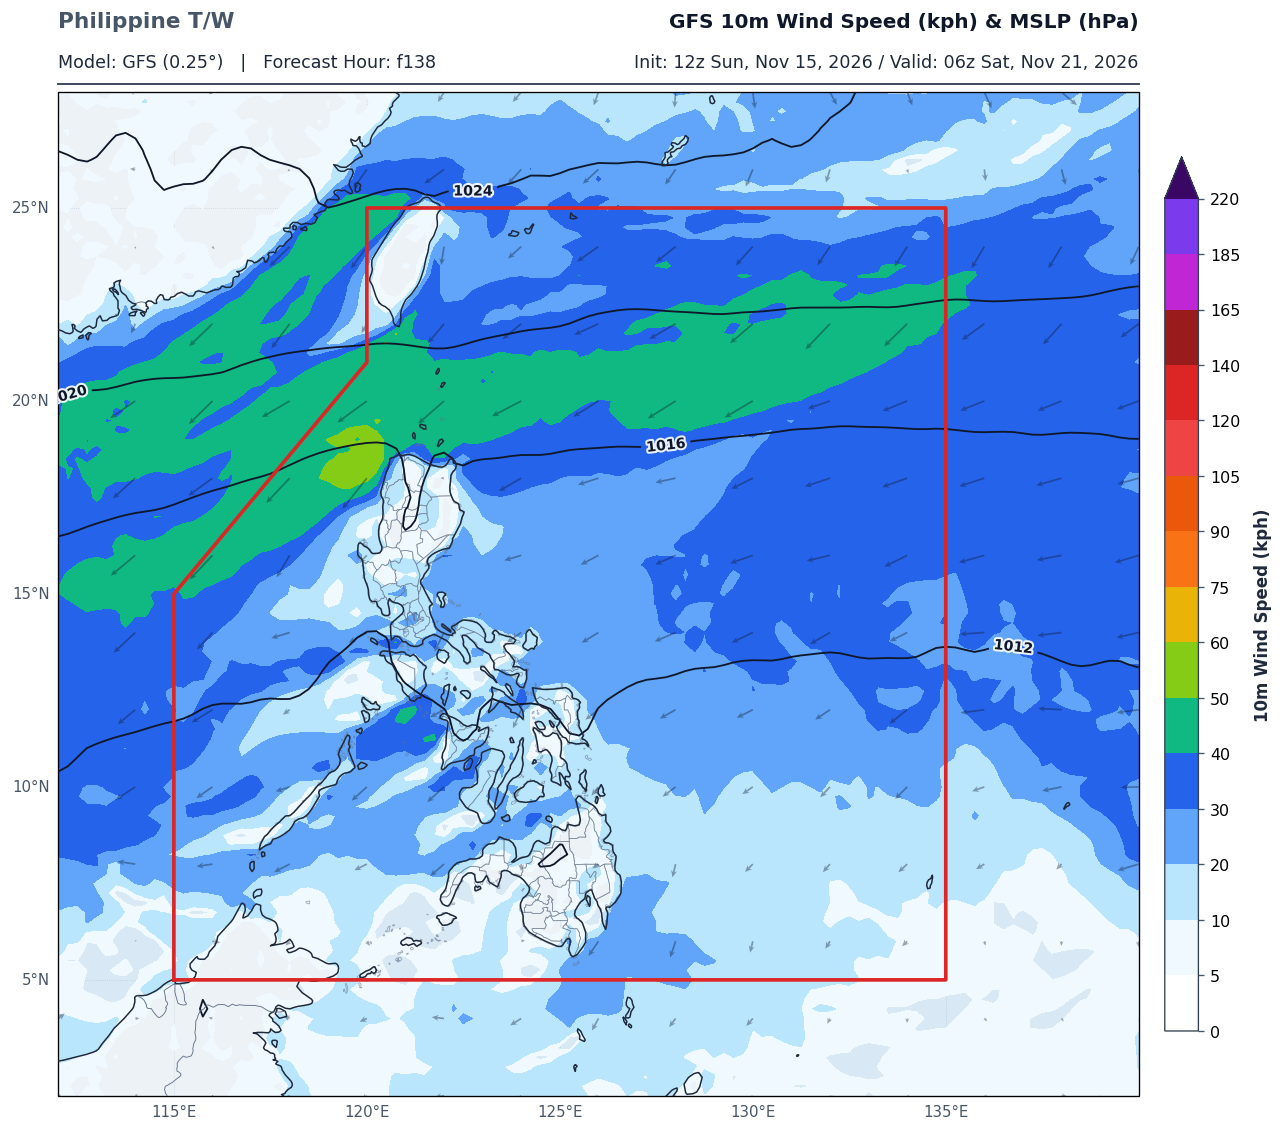 Philippine T/W
GFS 10m Wind Speed (kph) & MSLP (hPa)
Model: GFS (0.25°) | Forecast Hour: f138
Init: 12z Sun, Nov 15, 2026 / Valid: 06z Sat, Nov 21, 2026
1024
020
1016
1012
25°N
20°N
15°N
10°N
5°N
115°E
120°E
125°E
130°E
135°E
220
185
165
140
120
105
90
75
60
50
40
30
20
10
5
0
10m Wind Speed (kph)